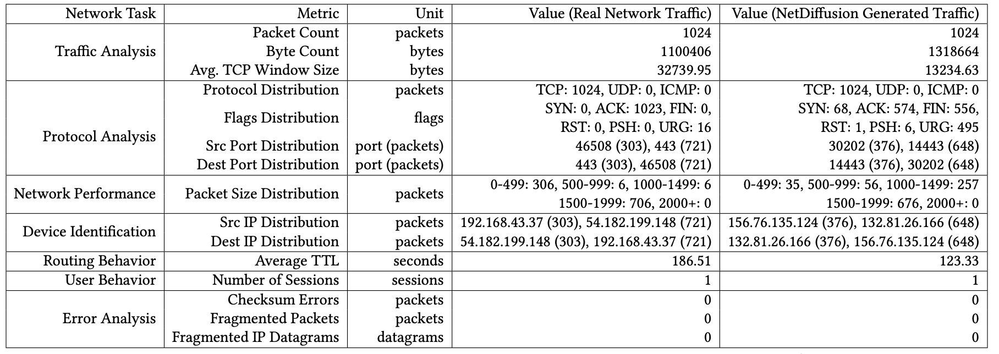 Network Task Metric Unit Value (Real Network Traffic) Value (NetDiffusion Generated Traffic)
Traffic Analysis Packet Count packets 1024 1024
Byte Count bytes 1100406 1318664
Avg. TCP Window Size bytes 32739.95 13234.63
Protocol Analysis Protocol Distribution packets TCP: 1024, UDP: 0, ICMP: 0 TCP: 1024, UDP: 0, ICMP: 0
Flags Distribution flags SYN: 0, ACK: 1023, FIN: 0, SYN: 68, ACK: 574, FIN: 556,
RST: 0, PSH: 0, URG: 16 RST: 1, PSH: 6, URG: 495
Src Port Distribution port (packets) 46508 (303), 443 (721) 30202 (376), 14443 (648)
Dest Port Distribution port (packets) 443 (303), 46508 (721) 14443 (376), 30202 (648)
Network Performance Packet Size Distribution packets 0-499: 306, 500-999: 6, 1000-1499: 6 0-499: 35, 500-999: 56, 1000-1499: 257
1500-1999: 706, 2000+: 0 1500-1999: 676, 2000+: 0
Device Identification Src IP Distribution packets 192.168.43.37 (303), 54.182.199.148 (721) 156.76.135.124 (376), 132.81.26.166 (648)
Dest IP Distribution packets 54.182.199.148 (303), 192.168.43.37 (721) 132.81.26.166 (376), 156.76.135.124 (648)
Routing Behavior Average TTL seconds 186.51 123.33
User Behavior Number of Sessions sessions 1 1
Error Analysis Checksum Errors packets 0 0
Fragmented Packets packets 0 0
Fragmented IP Datagrams datagrams 0 0